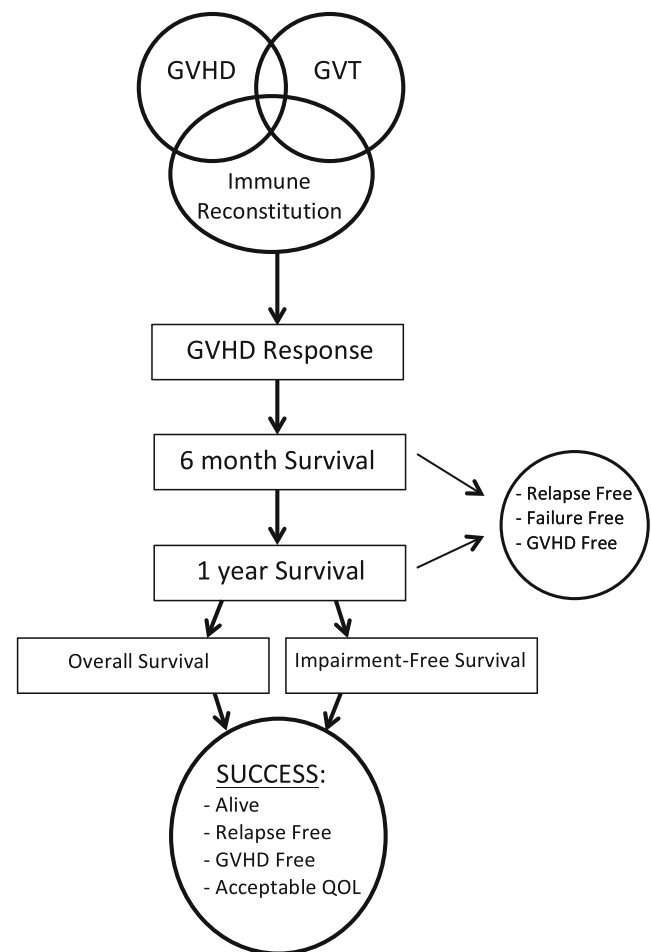 GVHD
GVT
Immune
Reconstitution
GVHD Response
6 month Survival
- Relapse Free
- Failure Free
- GVHD Free
1 year Survival
Overall Survival
Impairment-Free Survival
SUCCESS:
- Alive
- Relapse Free
- GVHD Free
- Acceptable QOL